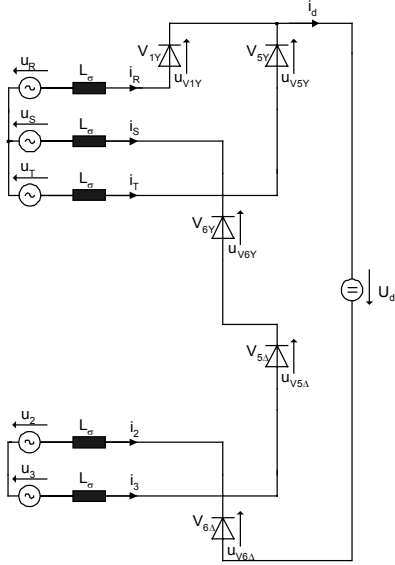 i_d
V_1Y
V_5Y
u_R
L_σ
i_R
u_V1Y
u_V5Y
u_S
L_σ
i_S
u_T
L_σ
i_T
V_6Y
u_V6Y
=
U_d
V_5Δ
u_V5Δ
u_2
L_σ
i_2
u_3
L_σ
i_3
V_6Δ
u_V6Δ